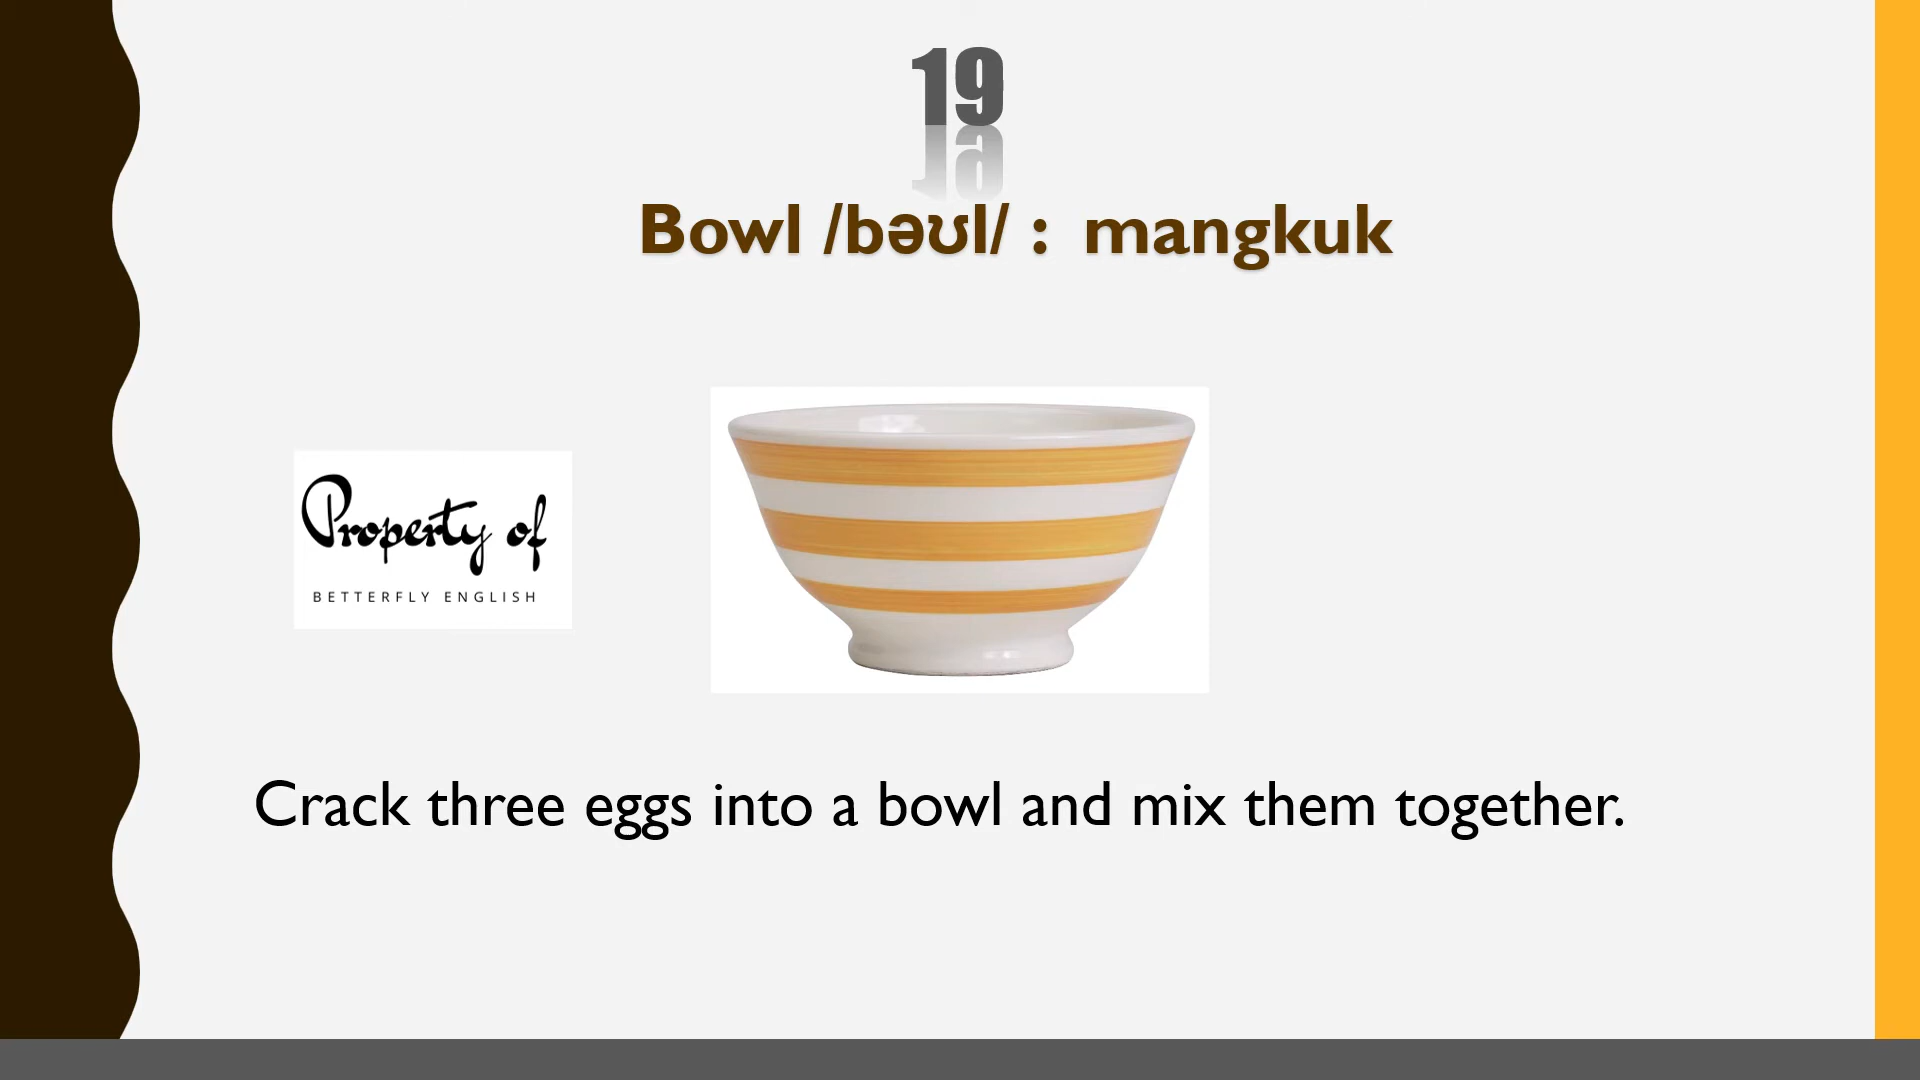 19
Bowl /bəʊl/ : mangkuk
Property of
BETTERFLY ENGLISH
Crack three eggs into a bowl and mix them together.